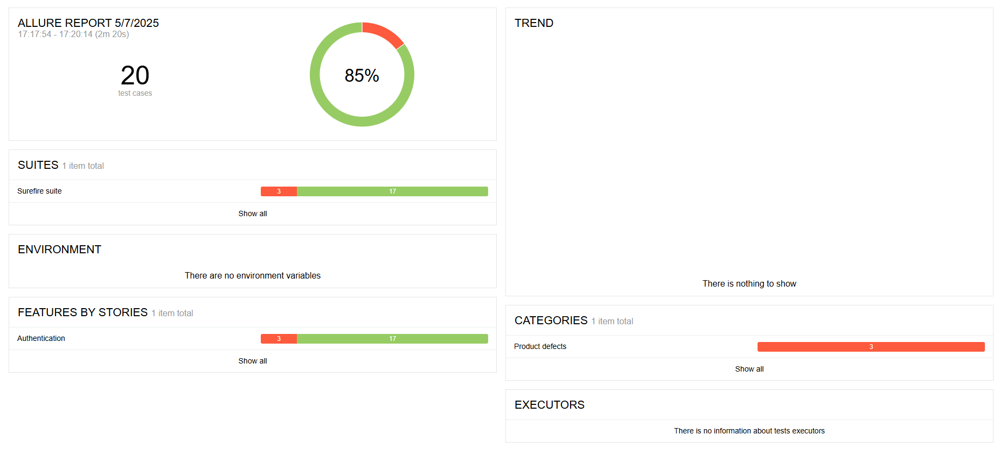 ALLURE REPORT 5/7/2025
17:17:54 - 17:20:14 (2m 20s)
20
test cases
85%
SUITES 1 item total
Surefire suite 3 17
Show all
ENVIRONMENT
There are no environment variables
FEATURES BY STORIES 1 item total
Authentication 3 17
Show all
TREND
There is nothing to show
CATEGORIES 1 item total
Product defects 3
Show all
EXECUTORS
There is no information about tests executors